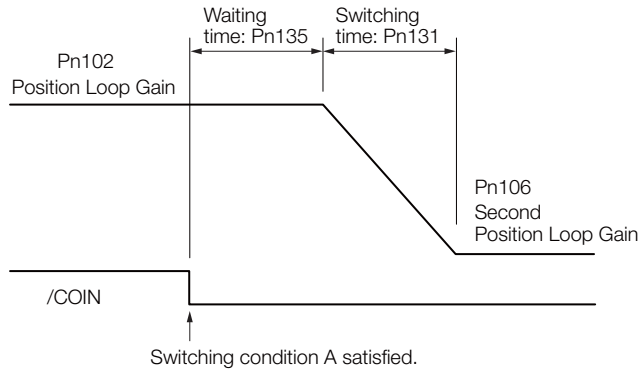 Waiting
time: Pn135
Switching
time: Pn131
Pn102
Position Loop Gain
Pn106
Second
Position Loop Gain
/COIN
Switching condition A satisfied.